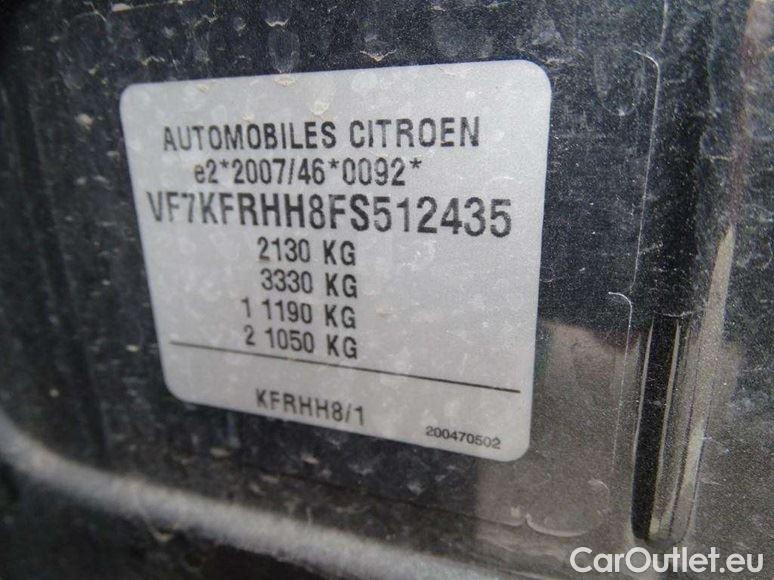 AUTOMOBILES CITROEN
e2*2007/46*0092*
VF7KFRHH8FS512435
2130 KG
3330 KG
1 1190 KG
2 1050 KG
KFRHH8/1
200470502
CarOutlet.eu